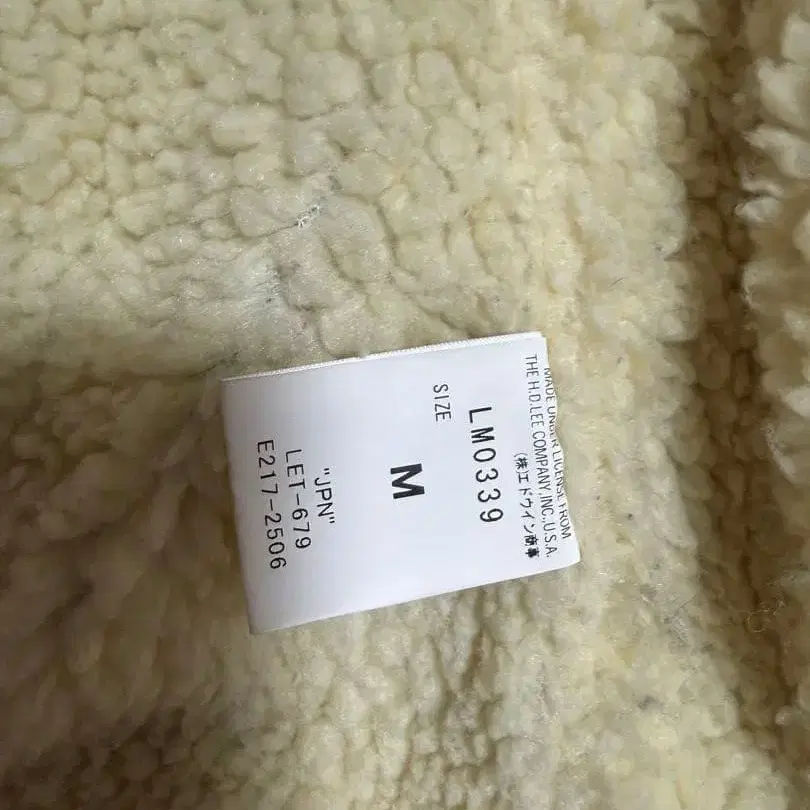 MADE UNDER LICENSE FROM
THE H.D.LEE COMPANY,INC.,U.S.A.
(株)エドウイン商事
LM0339
SIZE
M
"JPN"
LET-679
E217-2506